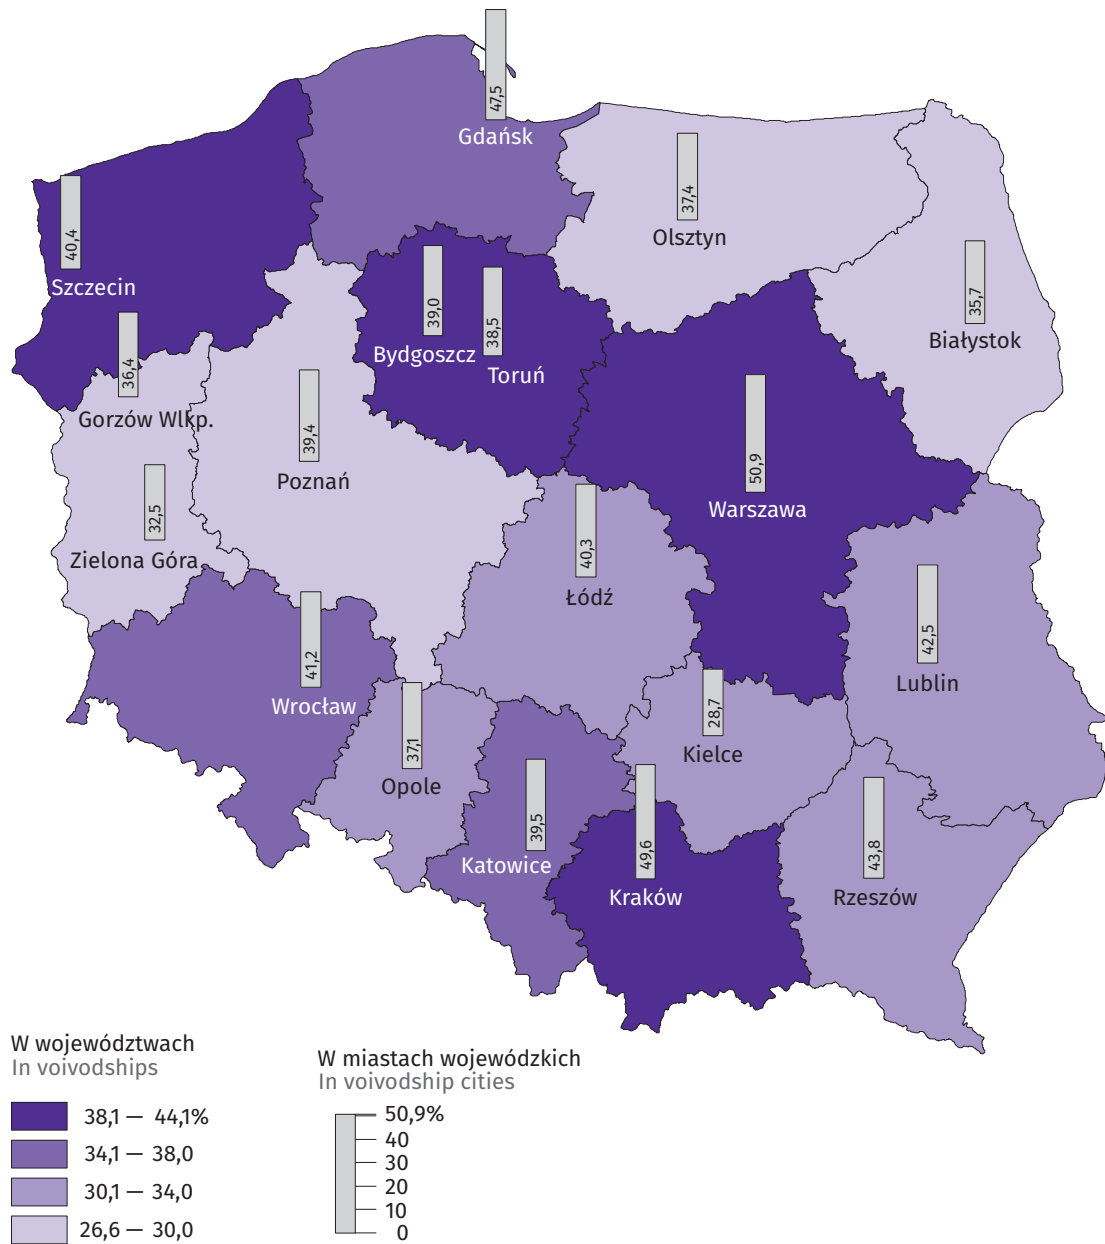 47,5
Gdańsk
37,4
Olsztyn
40,4
Szczecin
39,0
Bydgoszcz
38,5
Toruń
35,7
Białystok
36,4
Gorzów Wlkp.
39,4
Poznań
50,9
Warszawa
32,5
Zielona Góra
40,3
Łódź
42,5
Lublin
41,2
Wrocław
28,7
Kielce
37,1
Opole
39,5
Katowice
49,6
Kraków
43,8
Rzeszów
W województwach
In voivodships
38,1 — 44,1%
34,1 — 38,0
30,1 — 34,0
26,6 — 30,0
W miastach wojewódzkich
In voivodship cities
50,9%
40
30
20
10
0